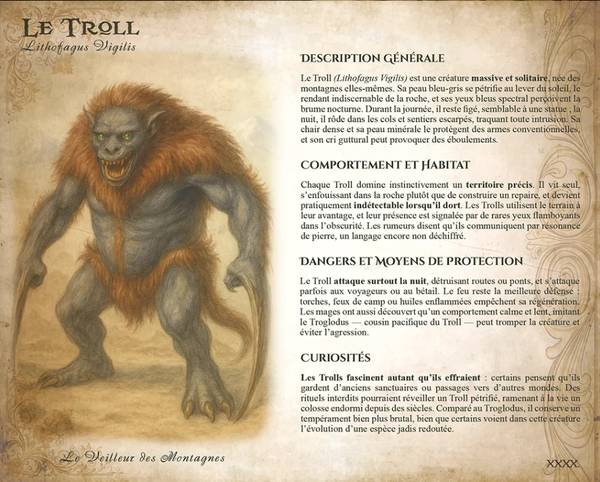 Le Troll
Lithofagus Vigilis
Description Générale
Le Troll (Lithofagus Vigilis) est une créature massive et solitaire, née des
montagnes elles-mêmes. Sa peau bleu-gris se pétrifie au lever du soleil, le
rendant indiscernable de la roche, et ses yeux bleus spectral perçoivent la
brume nocturne. Durant la journée, il reste figé, semblable à une statue ; la
nuit, il rôde dans les cols et sentiers escarpés, traquant toute intrusion. Sa
chair dense et sa peau minérale le protègent des armes conventionnelles,
et son cri guttural peut provoquer des éboulements.
Comportement et Habitat
Chaque Troll domine instinctivement un territoire précis. Il vit seul,
s'enfouissant dans la roche plutôt que de construire un repaire, et devient
pratiquement indétectable lorsqu'il dort. Les Trolls utilisent le terrain à
leur avantage, et leur présence est signalée par de rares yeux flamboyants
dans l'obscurité. Les rumeurs disent qu'ils communiquent par résonance
de pierre, un langage encore non déchiffré.
Dangers et Moyens de protection
Le Troll attaque surtout la nuit, détruisant routes ou ponts, et s'attaque
parfois aux voyageurs ou au bétail. Le feu reste la meilleure défense :
torches, feux de camp ou huiles enflammées empêchent sa régénération.
Les mages ont aussi découvert qu'un comportement calme et lent, imitant
le Troglodus — cousin pacifique du Troll — peut tromper la créature et
éviter l'agression.
curiosités
Les Trolls fascinent autant qu'ils effraient : certains pensent qu'ils
gardent d'anciens sanctuaires ou passages vers d'autres mondes. Des
rituels interdits pourraient réveiller un Troll pétrifié, ramenant à la vie un
colosse endormi depuis des siècles. Comparé au Troglodus, il conserve un
tempérament bien plus brutal, bien que certains voient dans cette créature
l'évolution d'une espèce jadis redoutée.
Le Veilleur des Montagnes
XXXX.